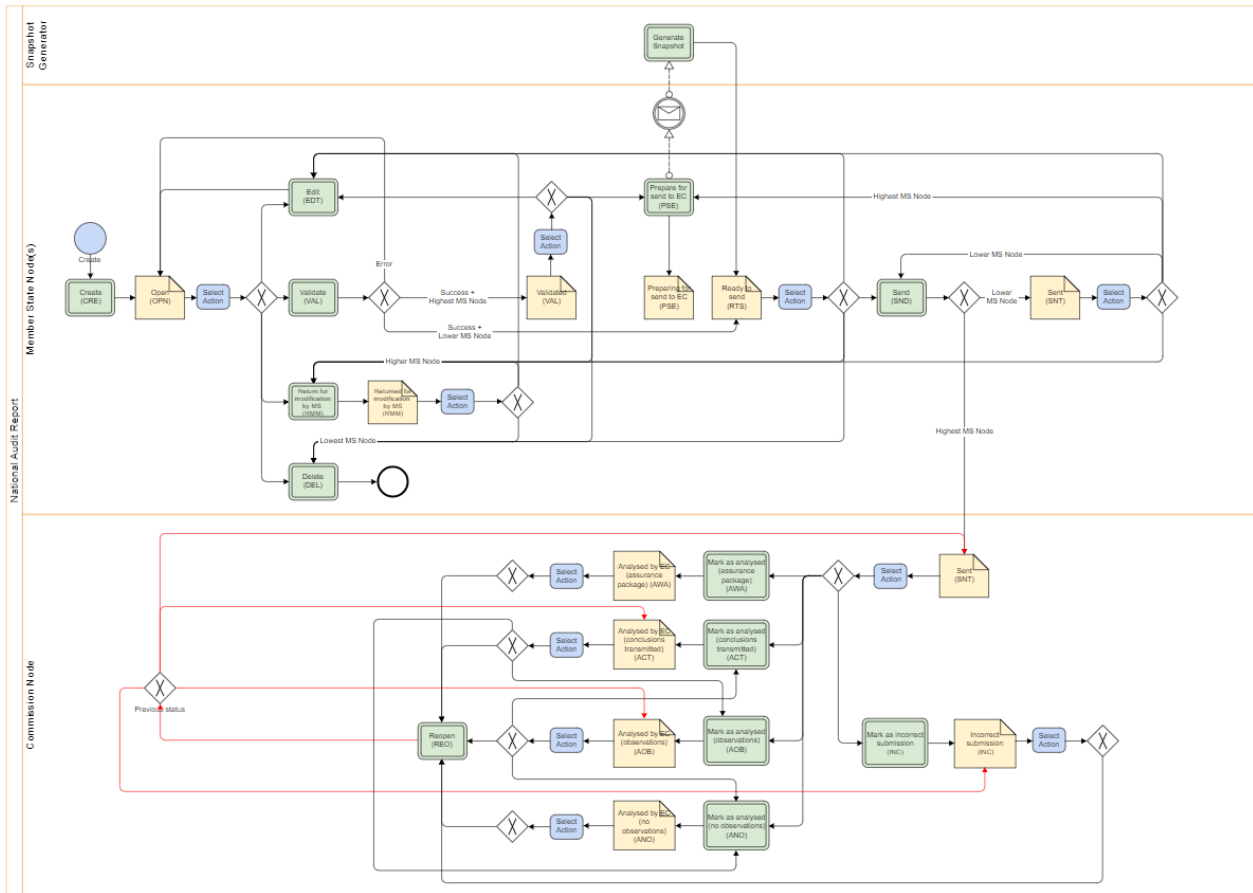 National Audit Report
Snapshot
Generator
Generate
Snapshot
Member State Node(s)
Create
Create
(CRE)
Open
(OPN)
Select
Action
Edit
(EDT)
Validate
(VAL)
Error
Success +
Highest MS Node
Success +
Lower MS Node
Validated
(VAL)
Select
Action
Prepare for
send to EC
(PSE)
Preparing for
send to EC
(PSE)
Ready to
send
(RTS)
Select
Action
Highest MS Node
Lower MS Node
Send
(SND)
Lower
MS Node
Sent
(SNT)
Select
Action
Higher MS Node
Return for
modification
by MS
(RMM)
Returned for
modification
by MS
(RMM)
Select
Action
Lowest MS Node
Delete
(DEL)
Highest MS Node
Commission Node
Analysed by EC
(assurance
package) (AWA)
Mark as analysed
(assurance
package)
(AWA)
Select
Action
Select
Action
Sent
(SNT)
Select
Action
Analysed by EC
(conclusions
transmitted)
(ACT)
Mark as analysed
(conclusions
transmitted)
(ACT)
Previous status
Reopen
(REO)
Select
Action
Analysed by EC
(observations)
(AOB)
Mark as analysed
(observations)
(AOB)
Mark as incorrect
submission
(INC)
Incorrect
submission
(INC)
Select
Action
Select
Action
Analysed by EC
(no
observations)
(ANO)
Mark as analysed
(no observations)
(ANO)